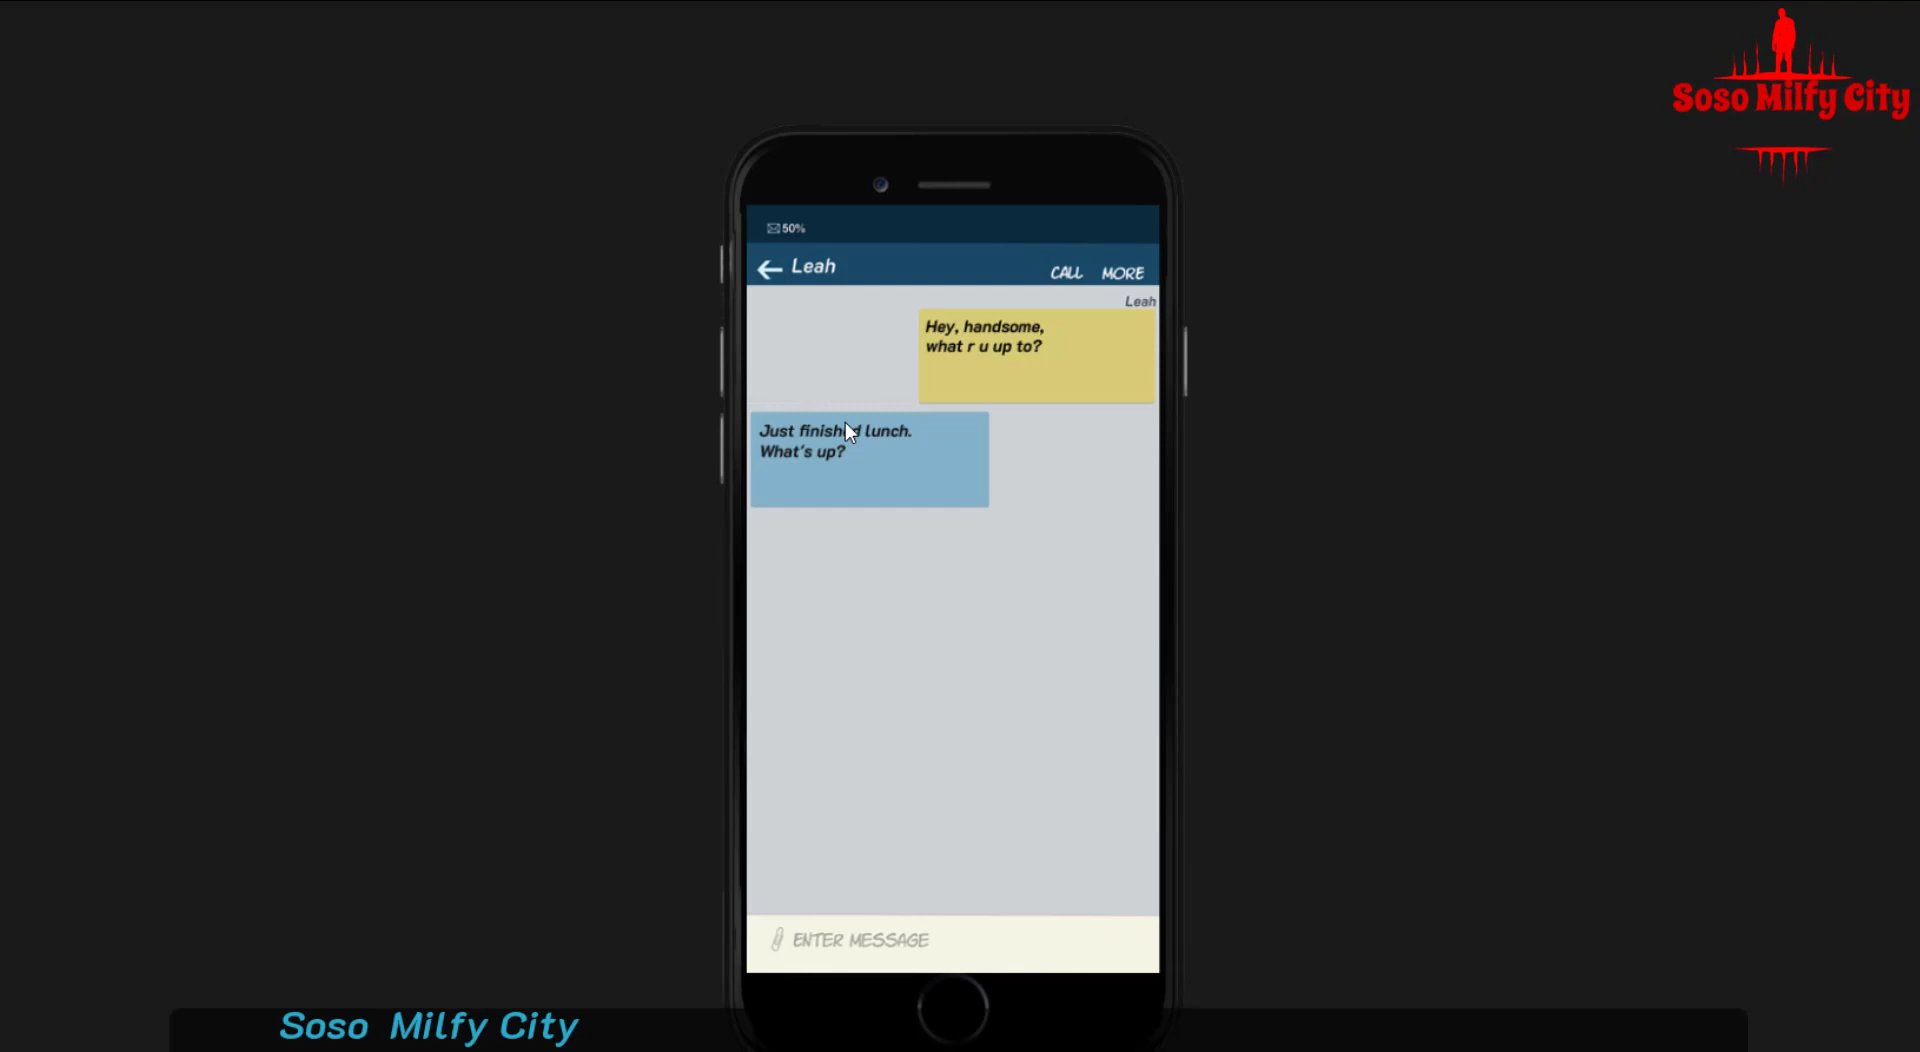 Soso Milfy City
50%
Leah
CALL MORE
Leah
Hey, handsome,
what r u up to?
Just finished lunch.
What's up?
ENTER MESSAGE
Soso Milfy City